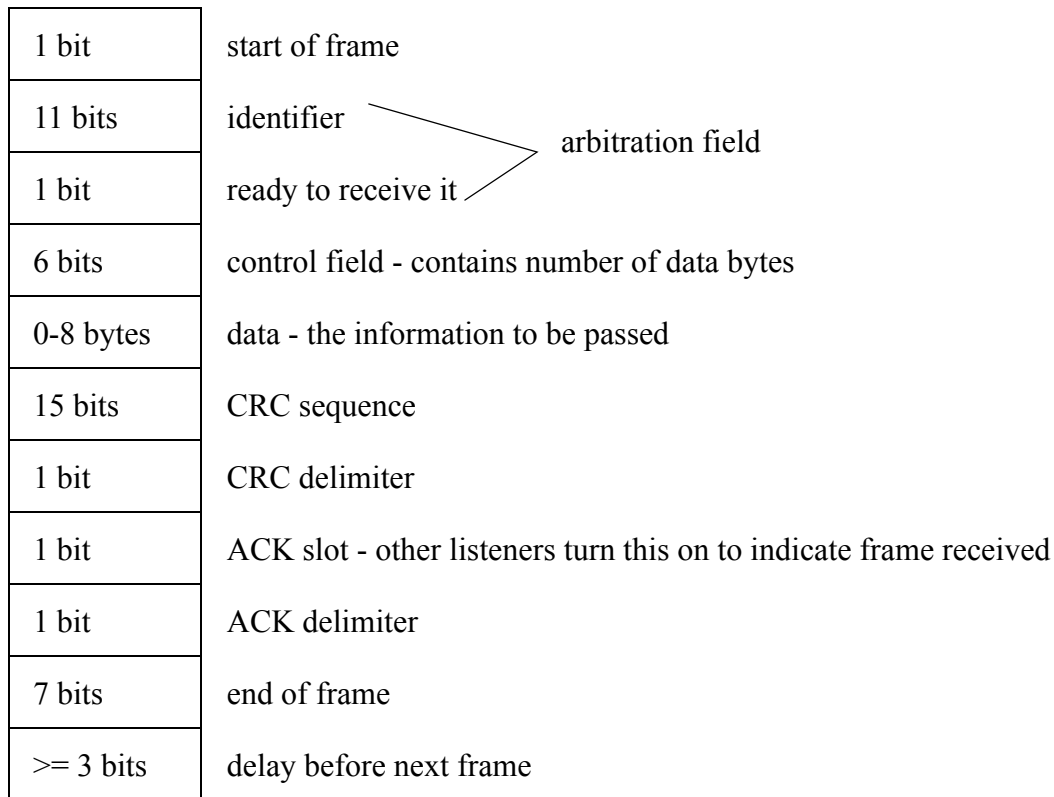 1 bit start of frame
11 bits identifier
arbitration field
1 bit ready to receive it
6 bits control field - contains number of data bytes
0-8 bytes data - the information to be passed
15 bits CRC sequence
1 bit CRC delimiter
1 bit ACK slot - other listeners turn this on to indicate frame received
1 bit ACK delimiter
7 bits end of frame
>= 3 bits delay before next frame